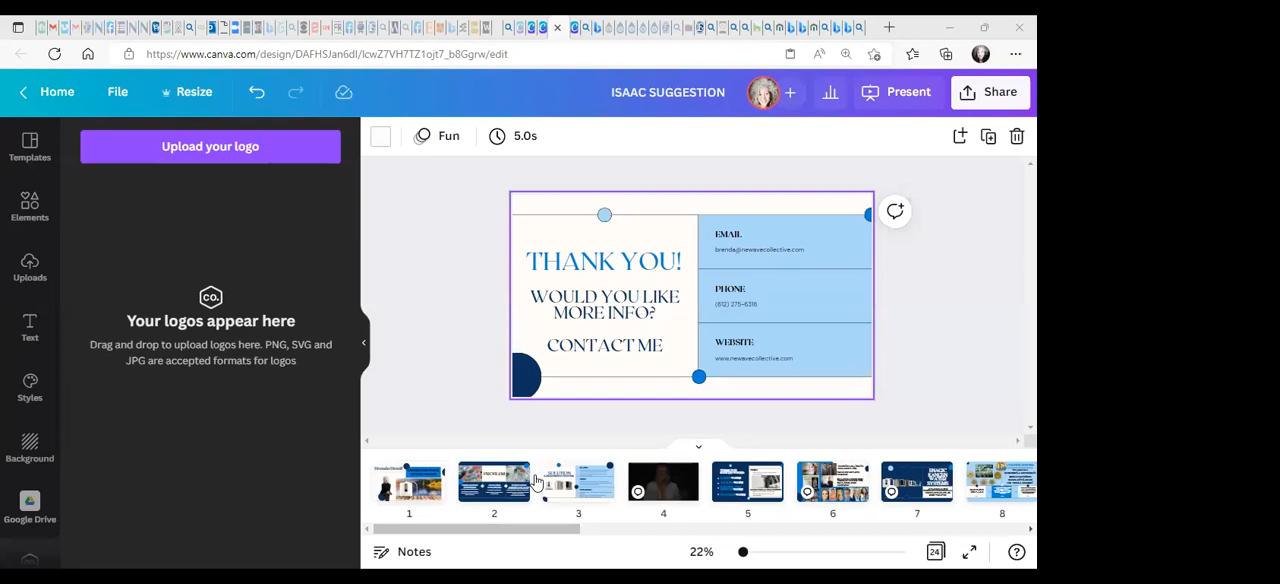 https://www.canva.com/design/DAFHSJan6dI/IcwZ7VH7TZ1ojt7_b8Ggrw/edit
Home
File
Resize
ISAAC SUGGESTION
Present
Share
Templates
Elements
Uploads
Text
Styles
Background
Google Drive
Upload your logo
CO.
Your logos appear here
Drag and drop to upload logos here. PNG, SVG and
JPG are accepted formats for logos
Fun
5.0s
THANK YOU!
WOULD YOU LIKE
MORE INFO?
CONTACT ME
EMAIL
brenda@newavecollective.com
PHONE
(612) 275-6316
WEBSITE
www.newavecollective.com
SOLUTION
1
2
3
4
5
6
7
8
Notes
22%
24